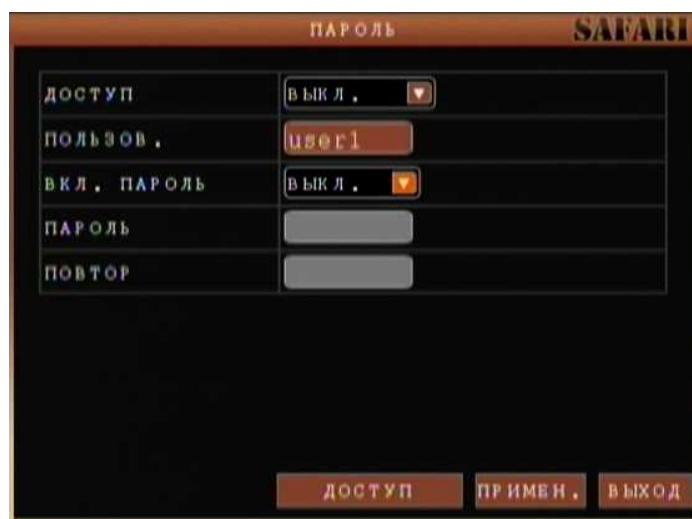 ПАРОЛЬ SAFARI
ДОСТУП ВЫКЛ.
ПОЛЬЗОВ. user1
ВКЛ. ПАРОЛЬ ВЫКЛ.
ПАРОЛЬ
ПОВТОР
ДОСТУП ПРИМЕН. ВЫХОД